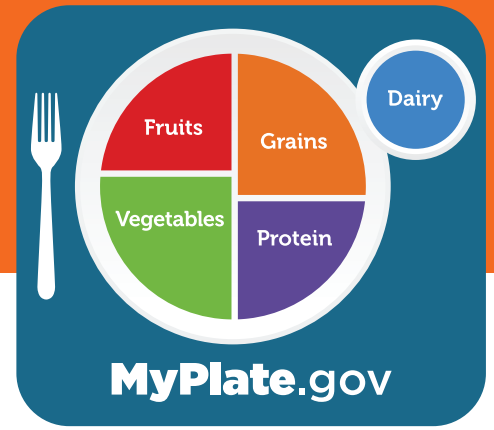 Fruits
Grains
Dairy
Vegetables
Protein
MyPlate.gov